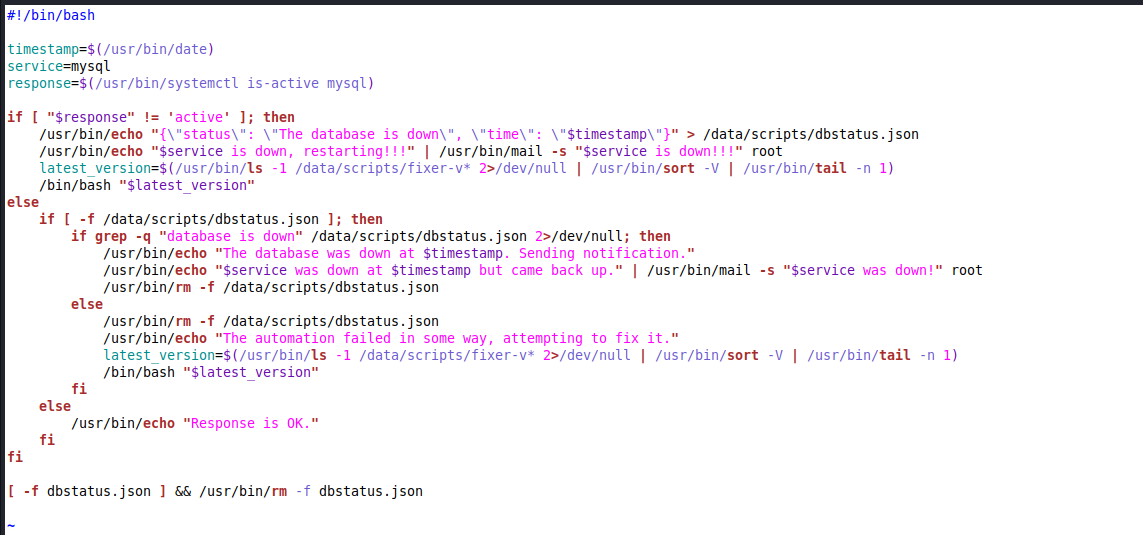 #!/bin/bash

timestamp=$(/usr/bin/date)
service=mysql
response=$(/usr/bin/systemctl is-active mysql)

if [ "$response" != 'active' ]; then
    /usr/bin/echo "{\"status\": \"The database is down\", \"time\": \"$timestamp\"}" > /data/scripts/dbstatus.json
    /usr/bin/echo "$service is down, restarting!!!" | /usr/bin/mail -s "$service is down!!!" root
    latest_version=$(/usr/bin/ls -1 /data/scripts/fixer-v* 2>/dev/null | /usr/bin/sort -V | /usr/bin/tail -n 1)
    /bin/bash "$latest_version"
else
    if [ -f /data/scripts/dbstatus.json ]; then
        if grep -q "database is down" /data/scripts/dbstatus.json 2>/dev/null; then
            /usr/bin/echo "The database was down at $timestamp. Sending notification."
            /usr/bin/echo "$service was down at $timestamp but came back up." | /usr/bin/mail -s "$service was down!" root
            /usr/bin/rm -f /data/scripts/dbstatus.json
        else
            /usr/bin/rm -f /data/scripts/dbstatus.json
            /usr/bin/echo "The automation failed in some way, attempting to fix it."
            latest_version=$(/usr/bin/ls -1 /data/scripts/fixer-v* 2>/dev/null | /usr/bin/sort -V | /usr/bin/tail -n 1)
            /bin/bash "$latest_version"
        fi
    else
        /usr/bin/echo "Response is OK."
    fi
fi

[ -f dbstatus.json ] && /usr/bin/rm -f dbstatus.json

~